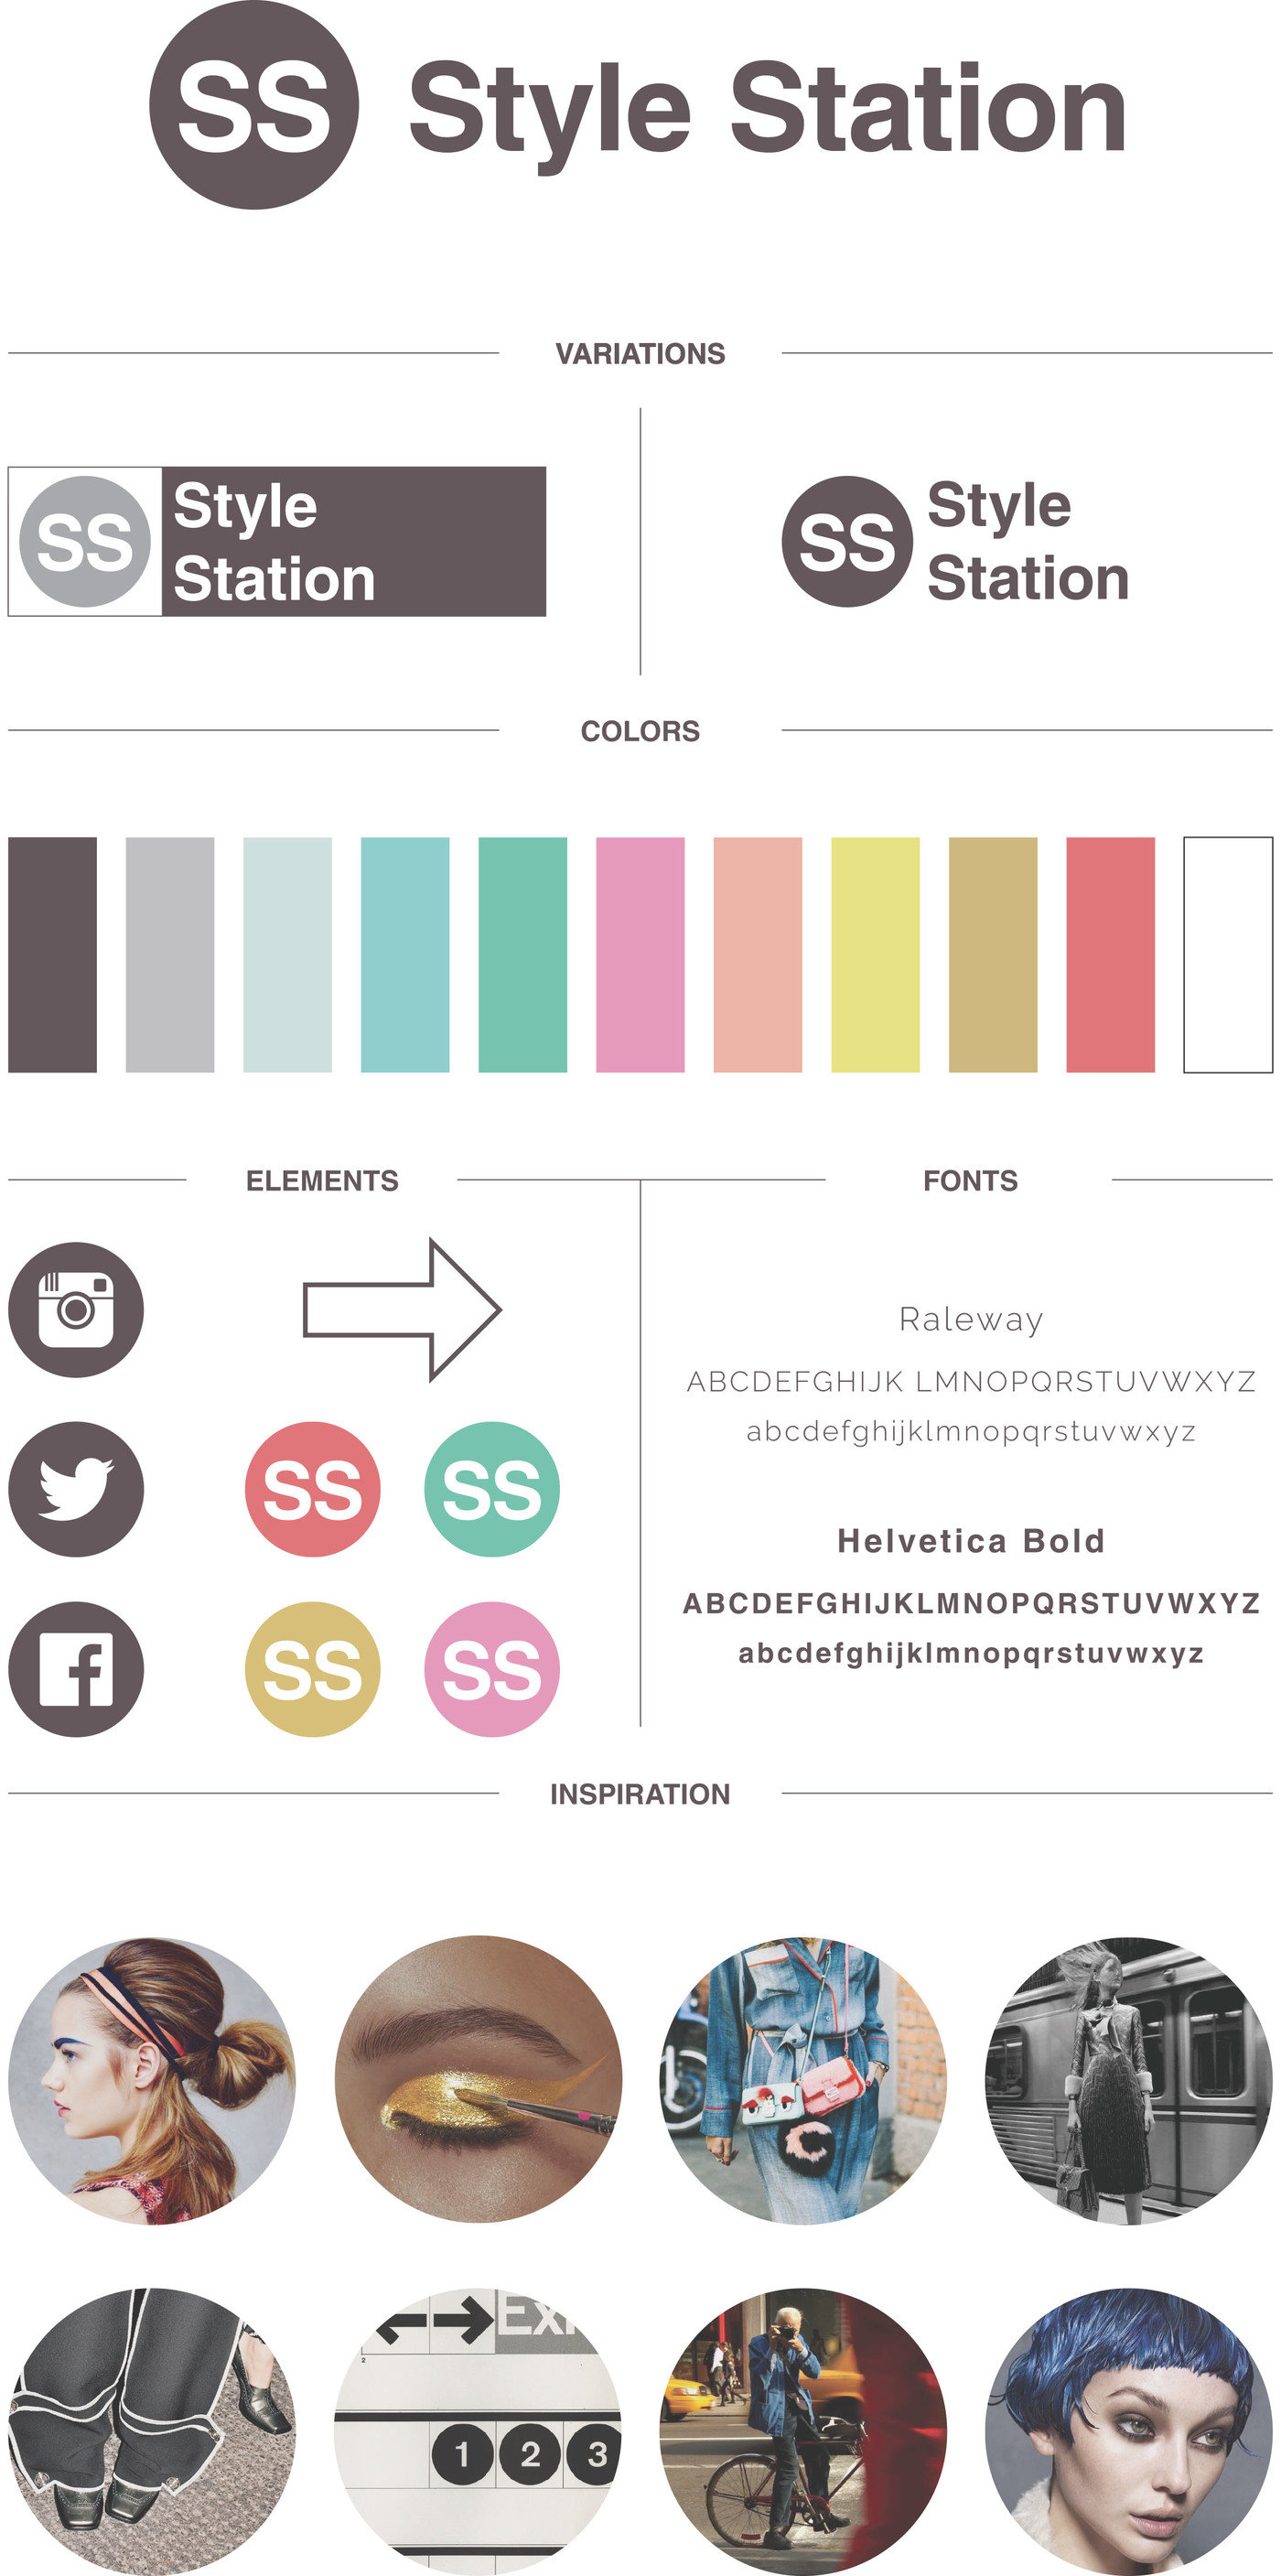 SS Style Station
VARIATIONS
SS Style
Station
SS Style
Station
COLORS
ELEMENTS
FONTS
Raleway
ABCDEFGHIJK LMNOPQRSTUVWXYZ
abcdefghijklmnopqrstuvwxyz
SS SS
SS SS
Helvetica Bold
ABCDEFGHIJKLMNOPQRSTUVWXYZ
abcdefghijklmnopqrstuvwxyz
INSPIRATION
2
1 2 3